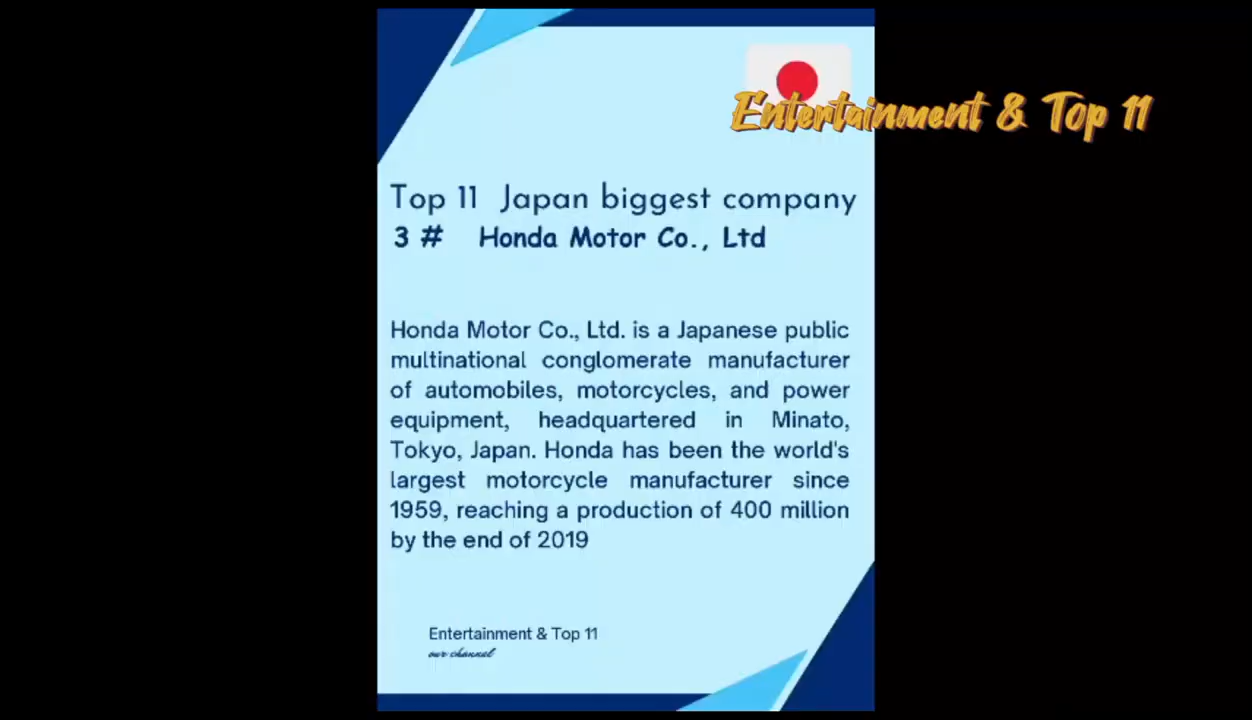 Entertainment & Top 11
Top 11 Japan biggest company
3 # Honda Motor Co., Ltd
Honda Motor Co., Ltd. is a Japanese public
multinational conglomerate manufacturer
of automobiles, motorcycles, and power
equipment, headquartered in Minato,
Tokyo, Japan. Honda has been the world's
largest motorcycle manufacturer since
1959, reaching a production of 400 million
by the end of 2019
Entertainment & Top 11
our channel